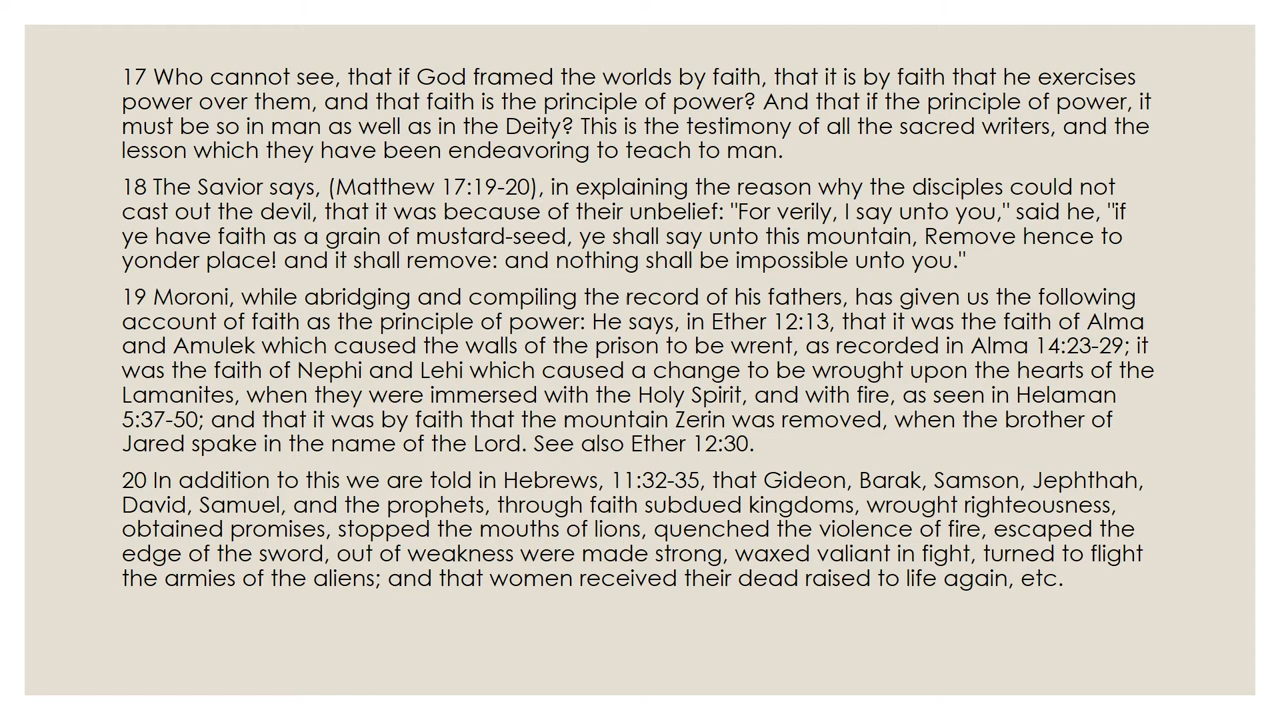 17 Who cannot see, that if God framed the worlds by faith, that it is by faith that he exercises
power over them, and that faith is the principle of power? And that if the principle of power, it
must be so in man as well as in the Deity? This is the testimony of all the sacred writers, and the
lesson which they have been endeavoring to teach to man.
18 The Savior says, (Matthew 17:19-20), in explaining the reason why the disciples could not
cast out the devil, that it was because of their unbelief: "For verily, I say unto you," said he, "if
ye have faith as a grain of mustard-seed, ye shall say unto this mountain, Remove hence to
yonder place! and it shall remove: and nothing shall be impossible unto you."
19 Moroni, while abridging and compiling the record of his fathers, has given us the following
account of faith as the principle of power: He says, in Ether 12:13, that it was the faith of Alma
and Amulek which caused the walls of the prison to be wrent, as recorded in Alma 14:23-29; it
was the faith of Nephi and Lehi which caused a change to be wrought upon the hearts of the
Lamanites, when they were immersed with the Holy Spirit, and with fire, as seen in Helaman
5:37-50; and that it was by faith that the mountain Zerin was removed, when the brother of
Jared spake in the name of the Lord. See also Ether 12:30.
20 In addition to this we are told in Hebrews, 11:32-35, that Gideon, Barak, Samson, Jephthah,
David, Samuel, and the prophets, through faith subdued kingdoms, wrought righteousness,
obtained promises, stopped the mouths of lions, quenched the violence of fire, escaped the
edge of the sword, out of weakness were made strong, waxed valiant in fight, turned to flight
the armies of the aliens; and that women received their dead raised to life again, etc.